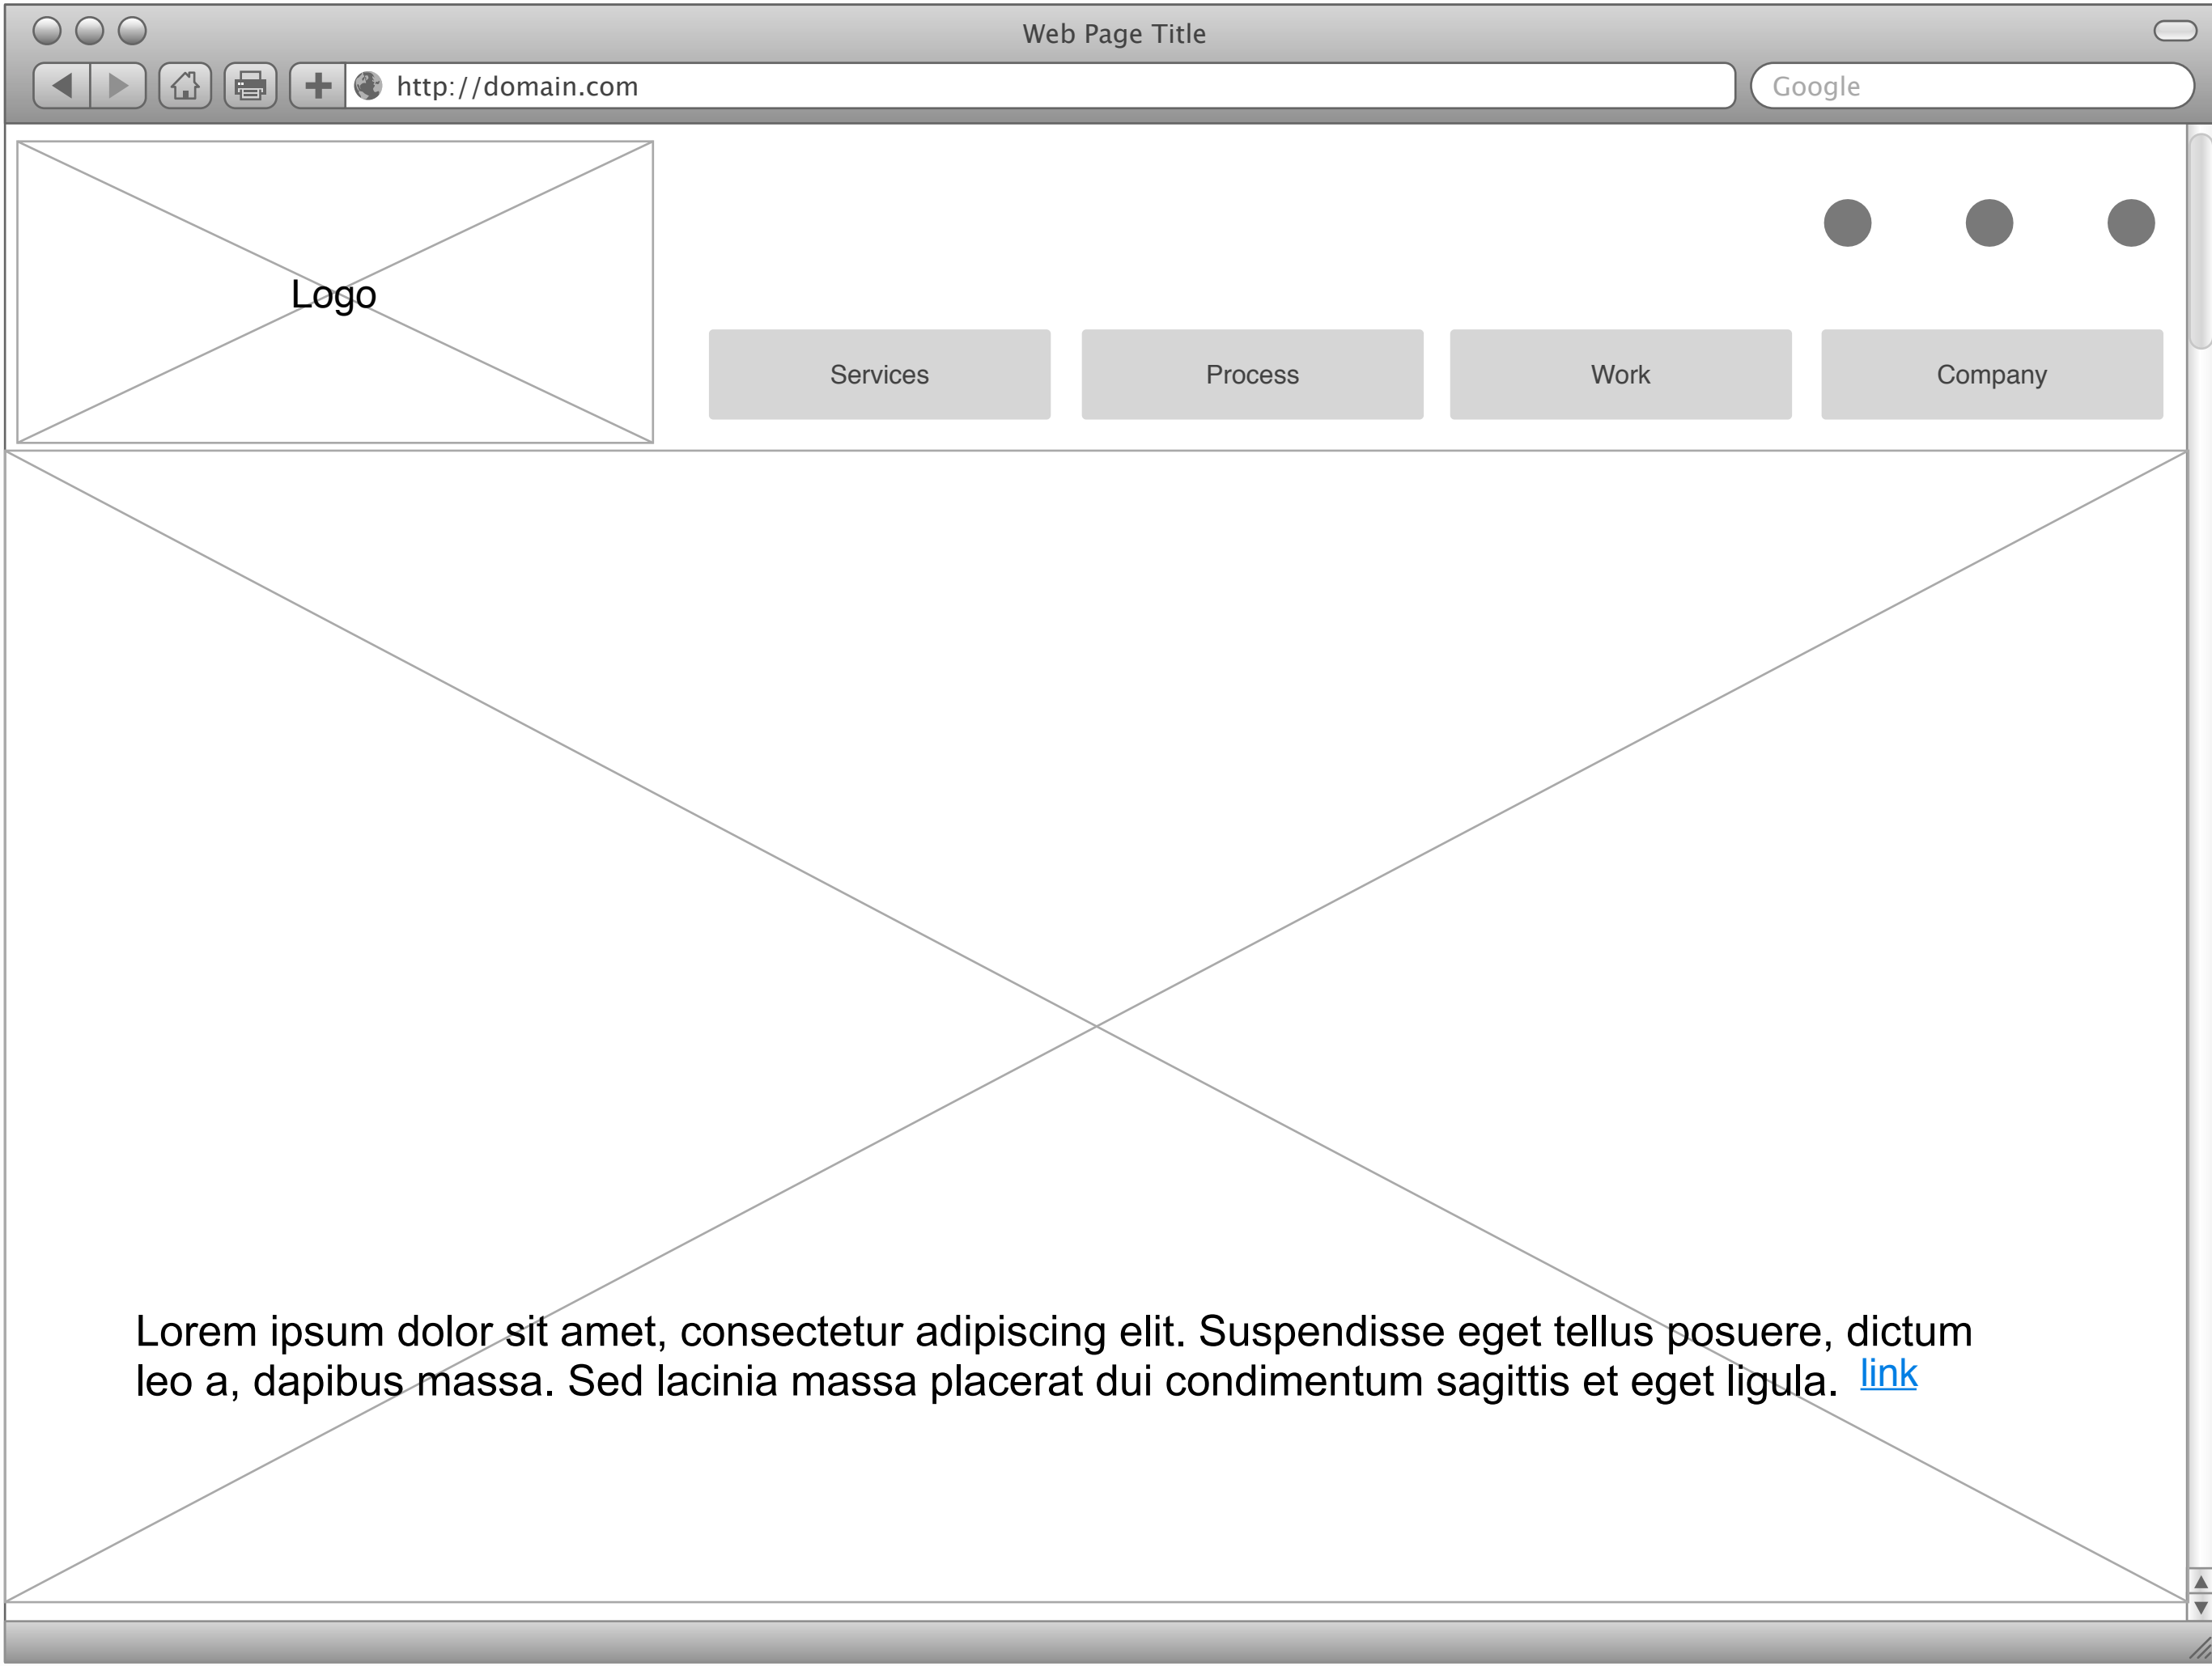 Web Page Title
http://domain.com
Google
Logo
Services
Process
Work
Company
Lorem ipsum dolor sit amet, consectetur adipiscing elit. Suspendisse eget tellus posuere, dictum
leo a, dapibus massa. Sed lacinia massa placerat dui condimentum sagittis et eget ligula. link